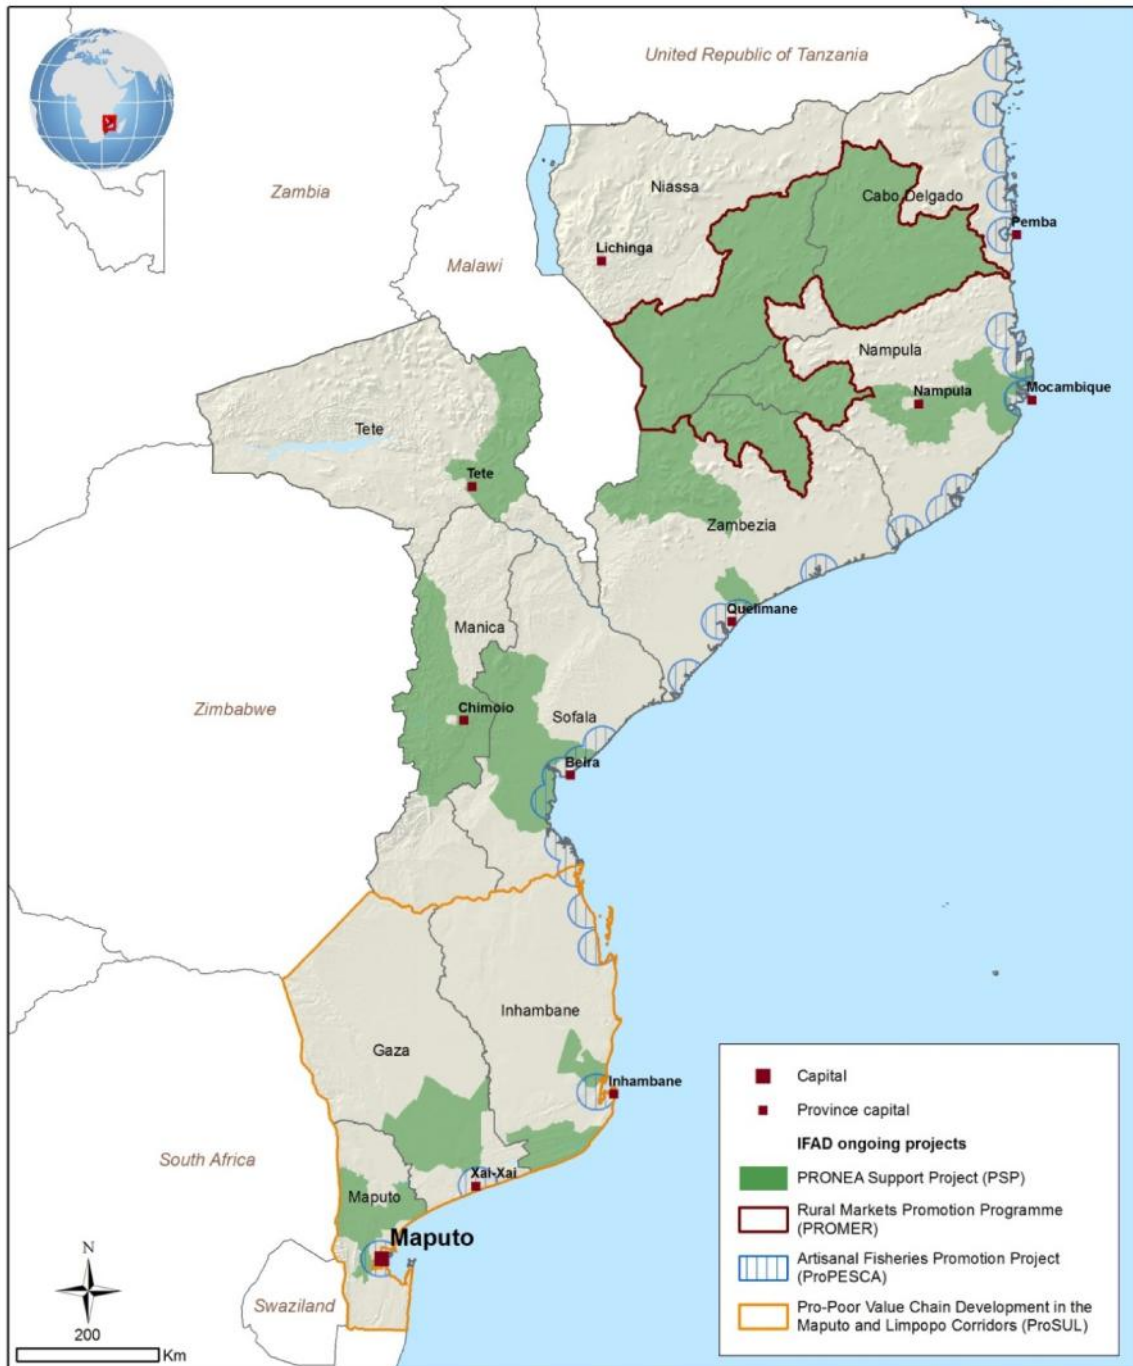 United Republic of Tanzania
Zambia
Niassa
Cabo Delgado
Pemba
Lichinga
Malawi
Nampula
Nampula
Mocambique
Tete
Tete
Zambezia
Quelimane
Manica
Zimbabwe
Chimoio
Sofala
Beira
Inhambane
Gaza
Inhambane
South Africa
Xai-Xai
Maputo
Maputo
Swaziland
N
200
Km
Capital
Province capital
IFAD ongoing projects
PRONEA Support Project (PSP)
Rural Markets Promotion Programme
(PROMER)
Artisanal Fisheries Promotion Project
(ProPESCA)
Pro-Poor Value Chain Development in the
Maputo and Limpopo Corridors (ProSUL)